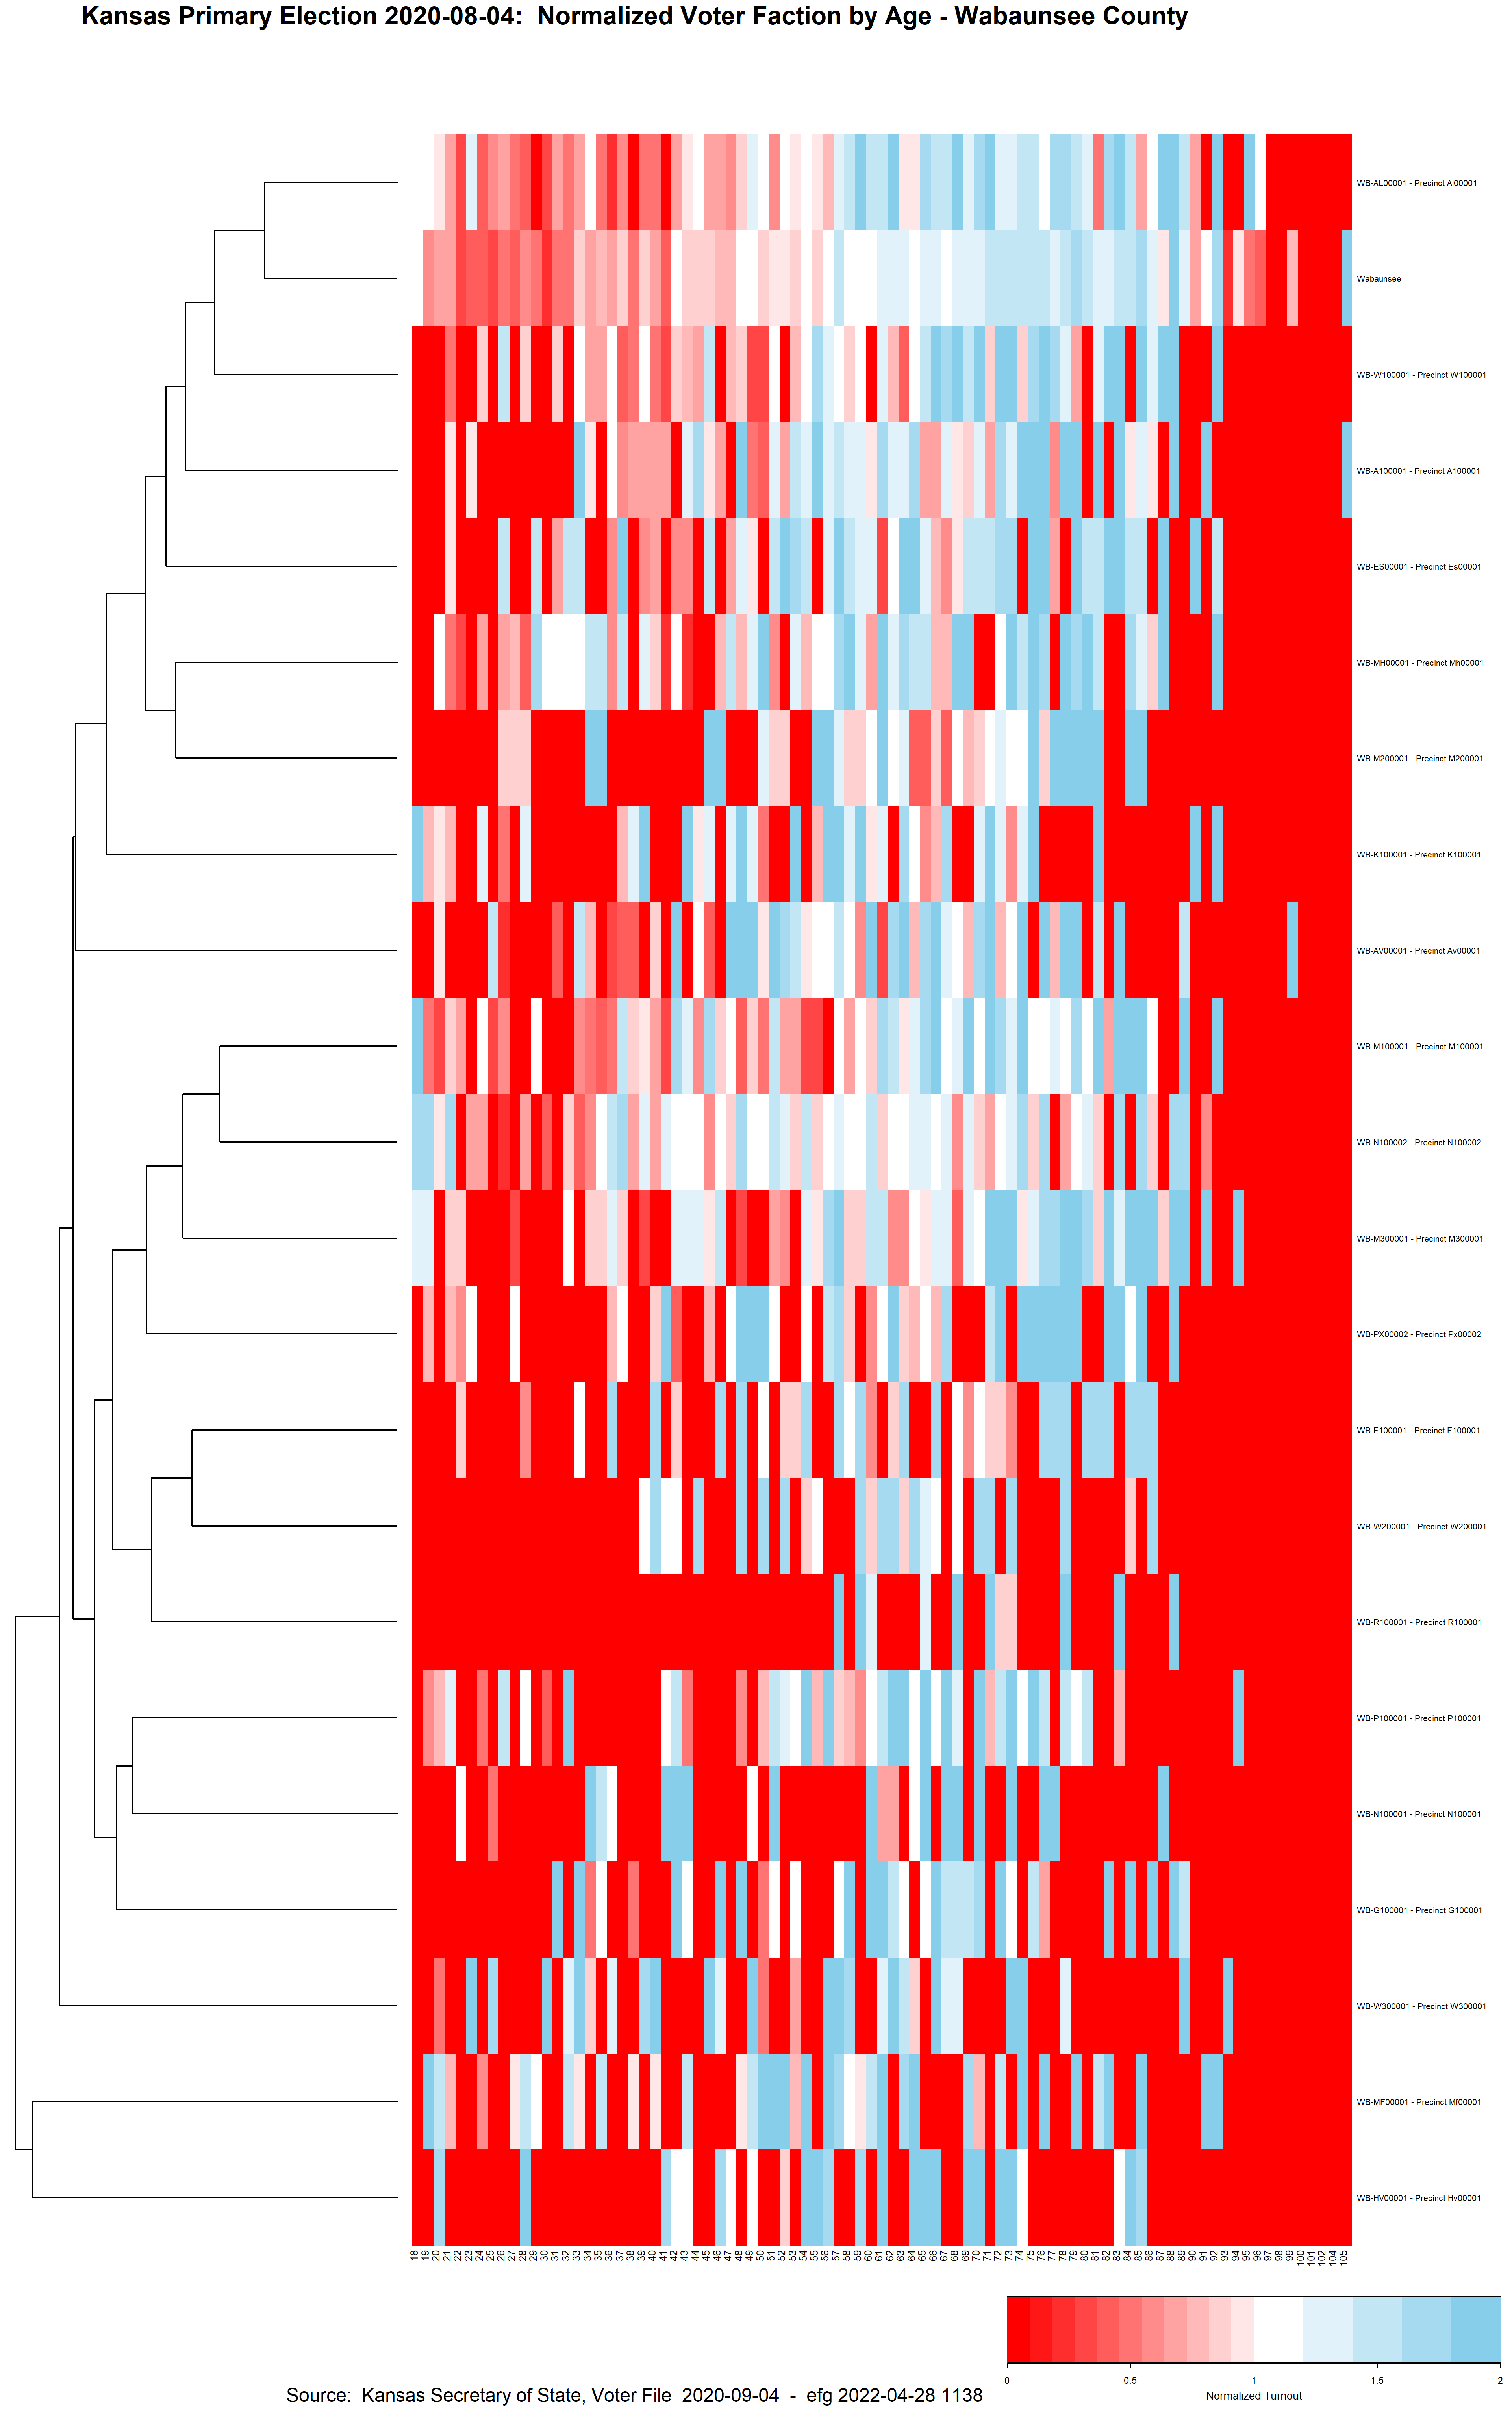 Kansas Primary Election 2020-08-04:  Normalized Voter Faction by Age - Wabaunsee County
WB-AL00001 - Precinct Al00001
Wabaunsee
WB-W100001 - Precinct W100001
WB-A100001 - Precinct A100001
WB-ES00001 - Precinct Es00001
WB-MH00001 - Precinct Mh00001
WB-M200001 - Precinct M200001
WB-K100001 - Precinct K100001
WB-AV00001 - Precinct Av00001
WB-M100001 - Precinct M100001
WB-N100002 - Precinct N100002
WB-M300001 - Precinct M300001
WB-PX00002 - Precinct Px00002
WB-F100001 - Precinct F100001
WB-W200001 - Precinct W200001
WB-R100001 - Precinct R100001
WB-P100001 - Precinct P100001
WB-N100001 - Precinct N100001
WB-G100001 - Precinct G100001
WB-W300001 - Precinct W300001
WB-MF00001 - Precinct Mf00001
WB-HV00001 - Precinct Hv00001
18 19 20 21 22 23 24 25 26 27 28 29 30 31 32 33 34 35 36 37 38 39 40 41 42 43 44 45 46 47 48 49 50 51 52 53 54 55 56 57 58 59 60 61 62 63 64 65 66 67 68 69 70 71 72 73 74 75 76 77 78 79 80 81 82 83 84 85 86 87 88 89 90 91 92 93 94 95 96 97 98 99 100 101 102 104 105
0 0.5 1 1.5 2
Normalized Turnout
Source:  Kansas Secretary of State, Voter File  2020-09-04  -  efg 2022-04-28 1138